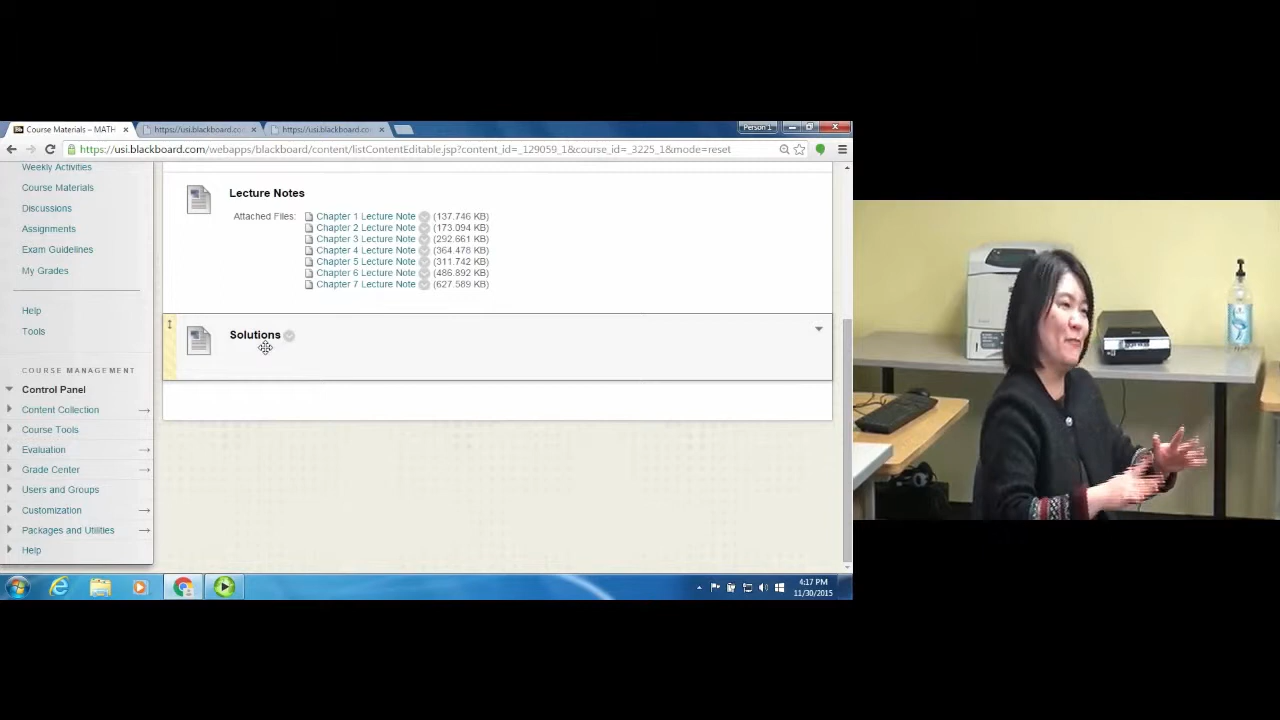 Course Materials – MATH
https://usi.blackboard.co
https://usi.blackboard.com
Person 1
https://usi.blackboard.com/webapps/blackboard/content/listContentEditable.jsp?content_id=_129059_1&course_id=_3225_1&mode=reset
Weekly Activities
Course Materials
Discussions
Assignments
Exam Guidelines
My Grades
Help
Tools
COURSE MANAGEMENT
Control Panel
Content Collection
Course Tools
Evaluation
Grade Center
Users and Groups
Customization
Packages and Utilities
Help
Lecture Notes
Attached Files: Chapter 1 Lecture Note (137.746 KB)
Chapter 2 Lecture Note (173.094 KB)
Chapter 3 Lecture Note (292.661 KB)
Chapter 4 Lecture Note (364.478 KB)
Chapter 5 Lecture Note (311.742 KB)
Chapter 6 Lecture Note (486.892 KB)
Chapter 7 Lecture Note (627.589 KB)
Solutions
4:17 PM
11/30/2015